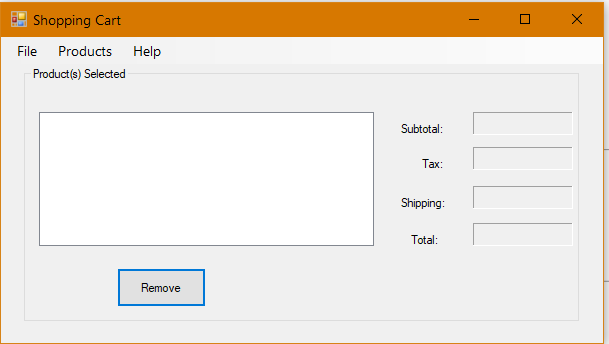 Shopping Cart
File Products Help
Product(s) Selected
Subtotal:
Tax:
Shipping:
Total:
Remove